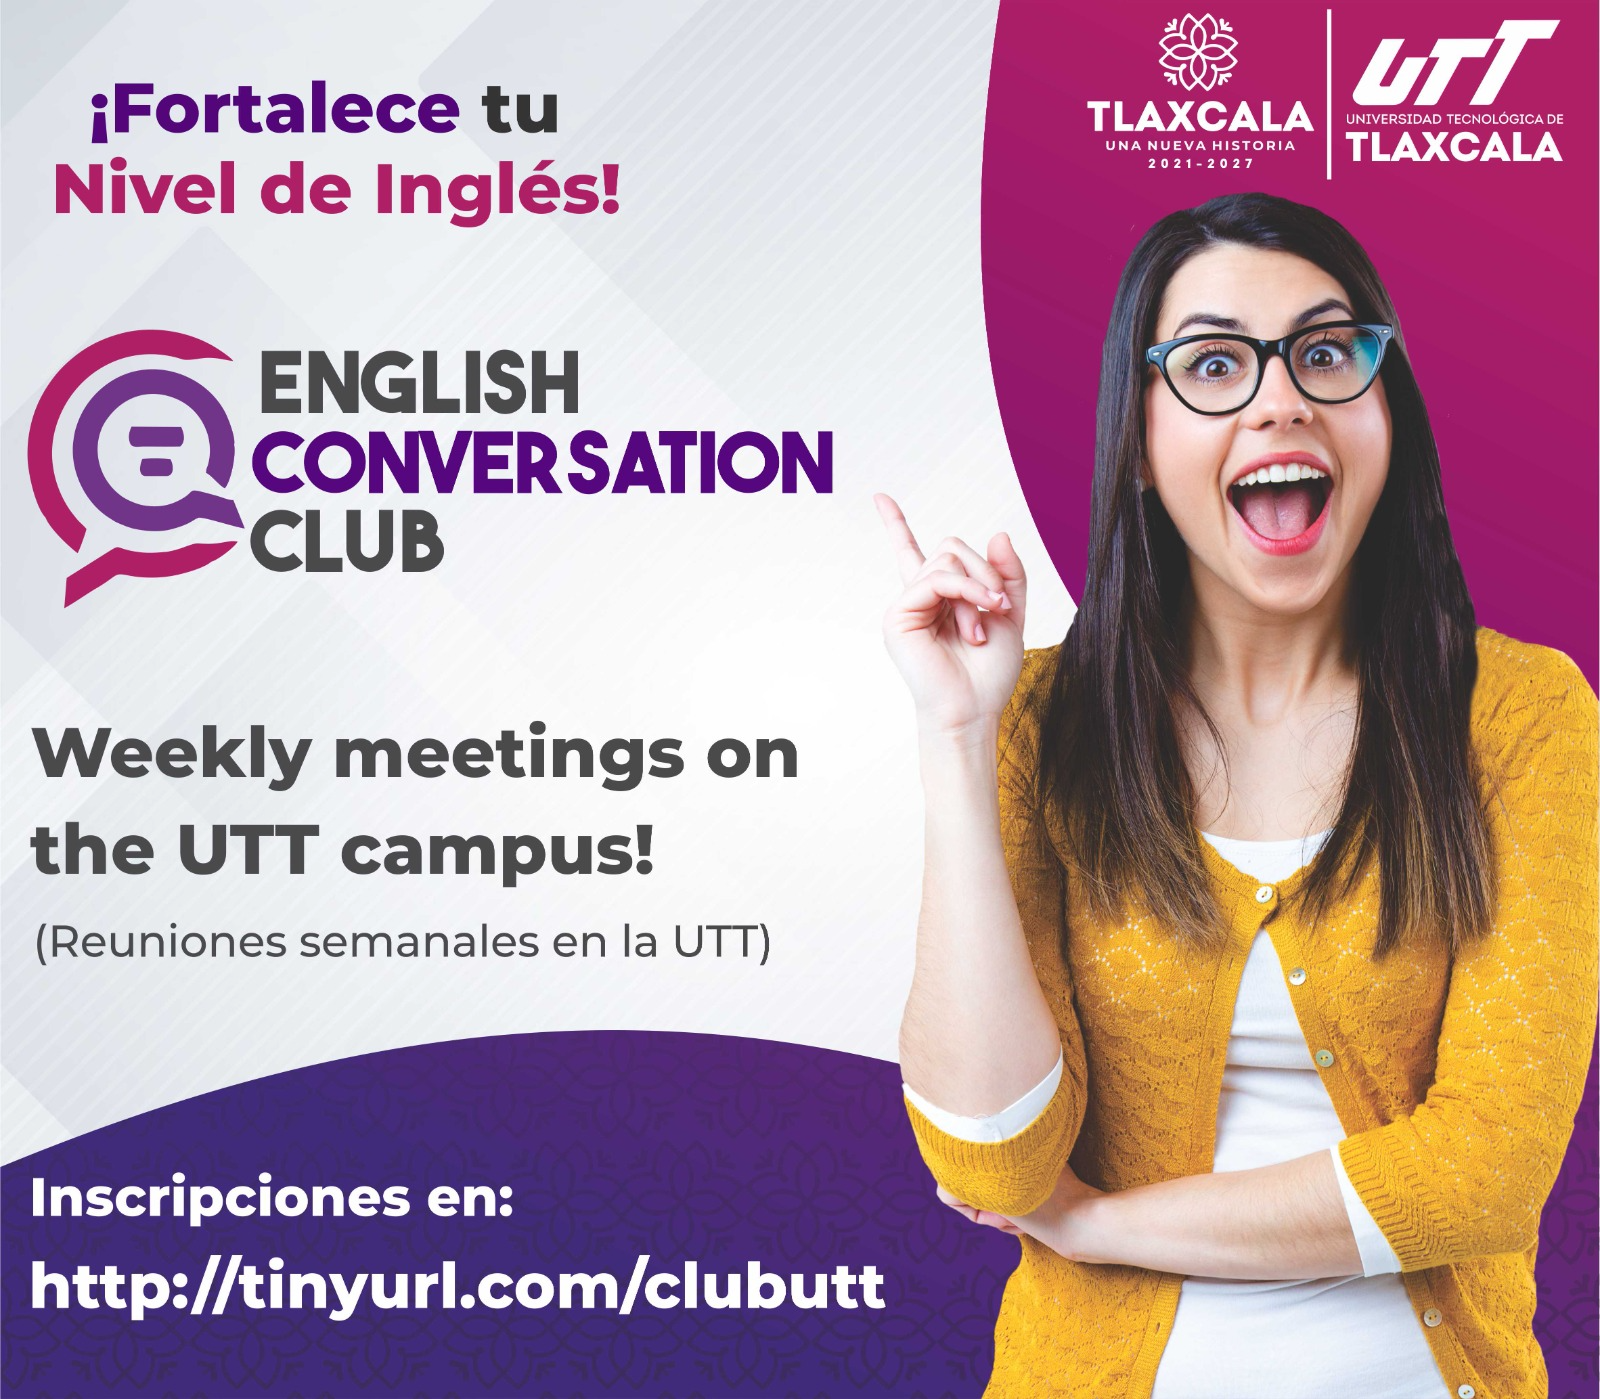 ¡Fortalece tu
Nivel de Inglés!
TLAXCALA
UNA NUEVA HISTORIA
2021-2027
UTT
UNIVERSIDAD TECNOLÓGICA DE
TLAXCALA
ENGLISH
CONVERSATION
CLUB
Weekly meetings on
the UTT campus!
(Reuniones semanales en la UTT)
Inscripciones en:
http://tinyurl.com/clubutt